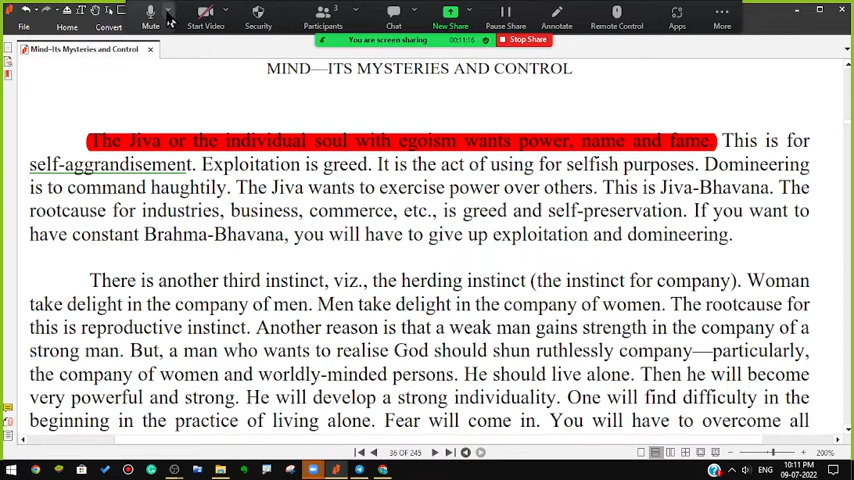 Mute
Start Video
Security
Participants
3
Chat
New Share
Pause Share
Annotate
Remote Control
Apps
More
File
Home
Convert
You are screen sharing
00:11:16
Stop Share
Mind--Its Mysteries and Control
MIND—ITS MYSTERIES AND CONTROL
The Jiva or the individual soul with egoism wants power, name and fame. This is for
self-aggrandisement. Exploitation is greed. It is the act of using for selfish purposes. Domineering
is to command haughtily. The Jiva wants to exercise power over others. This is Jiva-Bhavana. The
rootcause for industries, business, commerce, etc., is greed and self-preservation. If you want to
have constant Brahma-Bhavana, you will have to give up exploitation and domineering.
There is another third instinct, viz., the herding instinct (the instinct for company). Woman
take delight in the company of men. Men take delight in the company of women. The rootcause for
this is reproductive instinct. Another reason is that a weak man gains strength in the company of a
strong man. But, a man who wants to realise God should shun ruthlessly company—particularly,
the company of women and worldly-minded persons. He should live alone. Then he will become
very powerful and strong. He will develop a strong individuality. One will find difficulty in the
beginning in the practice of living alone. Fear will come in. You will have to overcome all
36 OF 245
200%
ENG
10:11 PM
09-07-2022